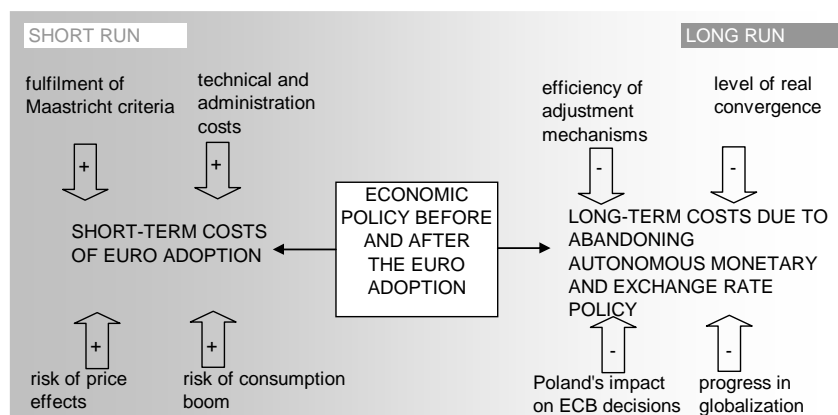 SHORT RUN
LONG RUN
fulfilment of
Maastricht criteria
technical and
administration
costs
efficiency of
adjustment
mechanisms
level of real
convergence
+
+
-
-
SHORT-TERM COSTS
OF EURO ADOPTION
ECONOMIC
POLICY BEFORE
AND AFTER
THE EURO
ADOPTION
LONG-TERM COSTS DUE TO
ABANDONING
AUTONOMOUS MONETARY
AND EXCHANGE RATE
POLICY
+
+
-
-
risk of price
effects
risk of consumption
boom
Poland's impact
on ECB decisions
progress in
globalization